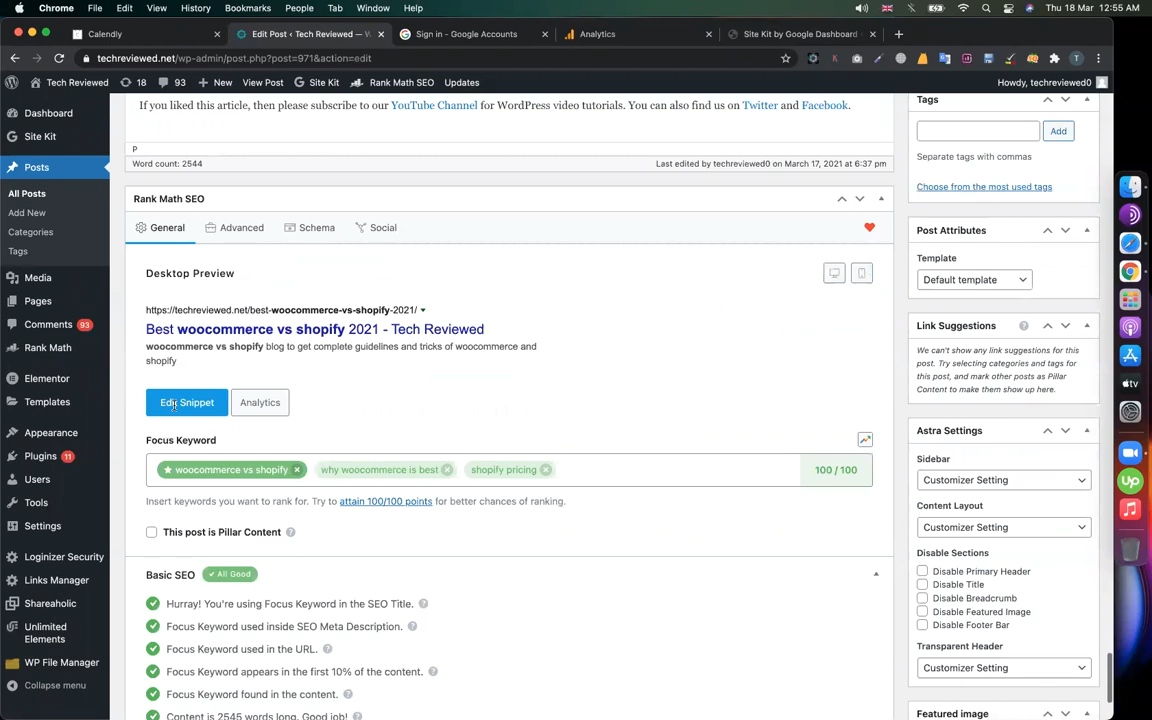 Chrome File Edit View History Bookmarks People Tab Window Help Thu 18 Mar 12:55 AM
Calendly Edit Post ‹ Tech Reviewed — W Sign in - Google Accounts Analytics Site Kit by Google Dashboard
techreviewed.net/wp-admin/post.php?post=971&action=edit
Tech Reviewed 18 93 + New View Post Site Kit Rank Math SEO Updates Howdy, techreviewed0
Dashboard
Site Kit
Posts
All Posts
Add New
Categories
Tags
Media
Pages
Comments 93
Rank Math
Elementor
Templates
Appearance
Plugins 11
Users
Tools
Settings
Loginizer Security
Links Manager
Shareaholic
Unlimited
Elements
WP File Manager
Collapse menu
If you liked this article, then please subscribe to our YouTube Channel for WordPress video tutorials. You can also find us on Twitter and Facebook.
P
Word count: 2544 Last edited by techreviewed0 on March 17, 2021 at 6:37 pm
Rank Math SEO
General Advanced Schema Social
Desktop Preview
https://techreviewed.net/best-woocommerce-vs-shopify-2021/
Best woocommerce vs shopify 2021 - Tech Reviewed
woocommerce vs shopify blog to get complete guidelines and tricks of woocommerce and
shopify
Edit Snippet Analytics
Focus Keyword
woocommerce vs shopify why woocommerce is best shopify pricing 100 / 100
Insert keywords you want to rank for. Try to attain 100/100 points for better chances of ranking.
This post is Pillar Content
Basic SEO All Good
Hurray! You're using Focus Keyword in the SEO Title.
Focus Keyword used inside SEO Meta Description.
Focus Keyword used in the URL.
Focus Keyword appears in the first 10% of the content.
Focus Keyword found in the content.
Content is 2545 words long. Good job!
Tags
Add
Separate tags with commas
Choose from the most used tags
Post Attributes
Template
Default template
Link Suggestions
We can't show any link suggestions for this
post. Try selecting categories and tags for
this post, and mark other posts as Pillar
Content to make them show up here.
Astra Settings
Sidebar
Customizer Setting
Content Layout
Customizer Setting
Disable Sections
Disable Primary Header
Disable Title
Disable Breadcrumb
Disable Featured Image
Disable Footer Bar
Transparent Header
Customizer Setting
Featured image
tv
Up